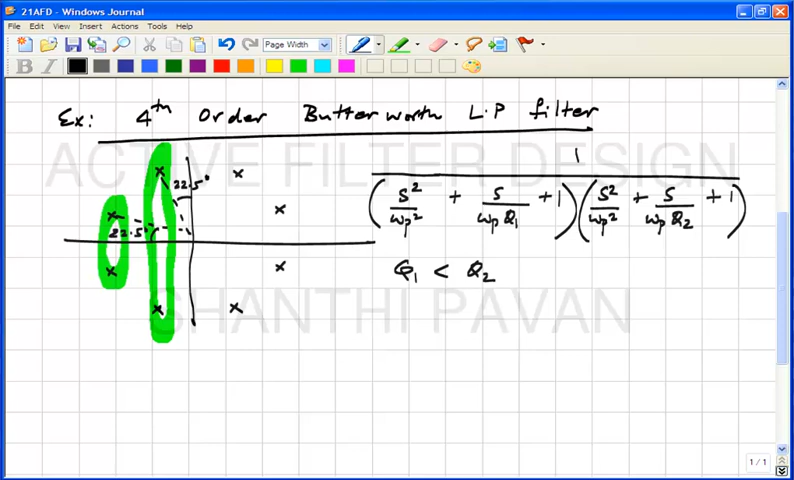 21AFD - Windows Journal
File Edit View Insert Actions Tools Help
Page Width
B I
Ex: 4th Order Butterworth L.P filter
ACTIVE FILTER DESIGN
1
22.5°
(S²/ωp² + S/ωpQ₁ + 1)(S²/ωp² + S/ωpQ₂ + 1)
22.5°
Q₁ < Q₂
SHANTHI PAVAN
1 / 1